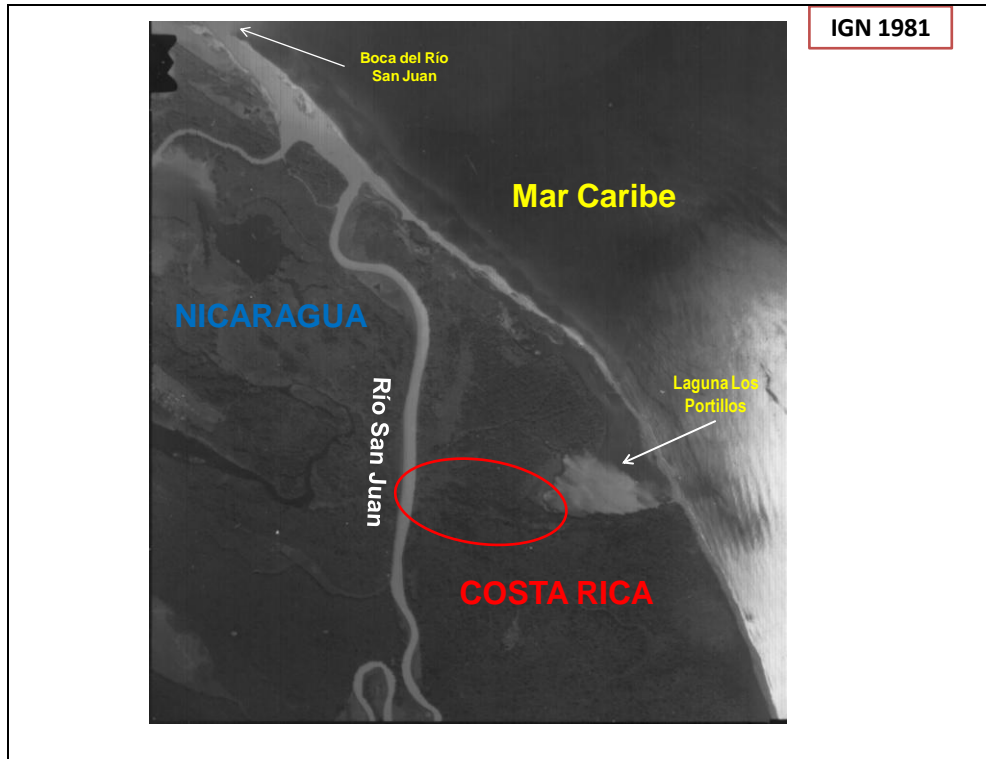 IGN 1981
Boca del Río
San Juan
Mar Caribe
NICARAGUA
Río San Juan
Laguna Los
Portillos
COSTA RICA